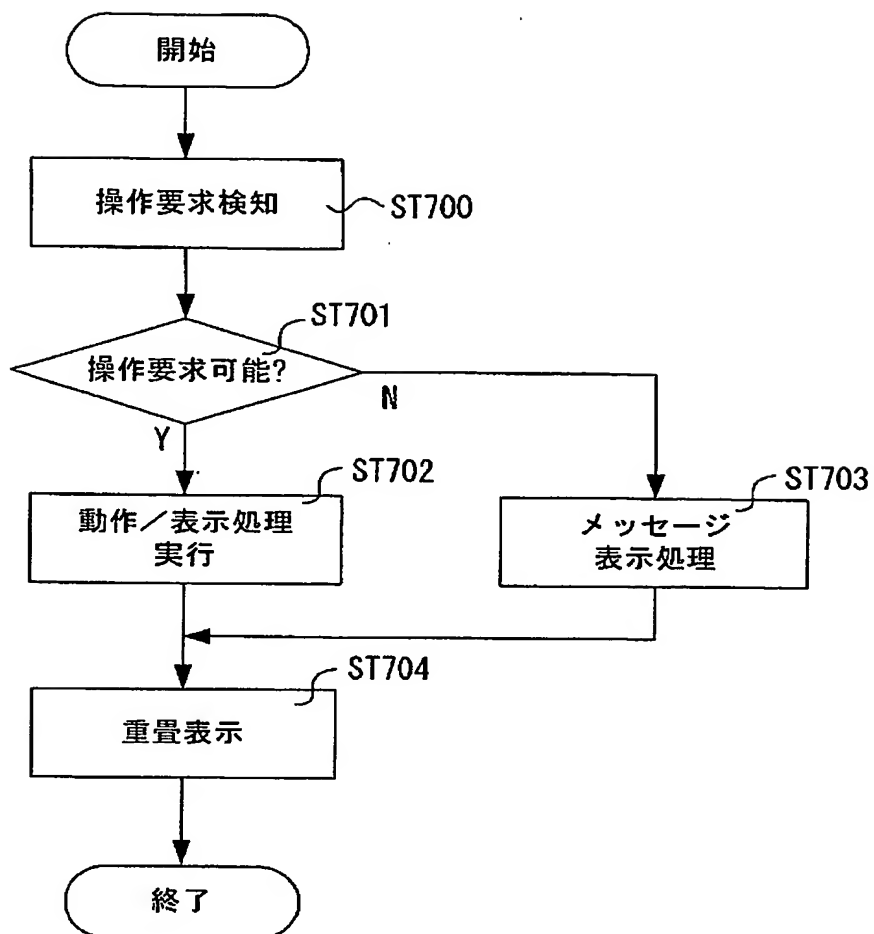 開始
操作要求検知
ST700
ST701
操作要求可能?
N
Y
ST702
動作／表示処理
実行
ST703
メッセージ
表示処理
ST704
重畳表示
終了